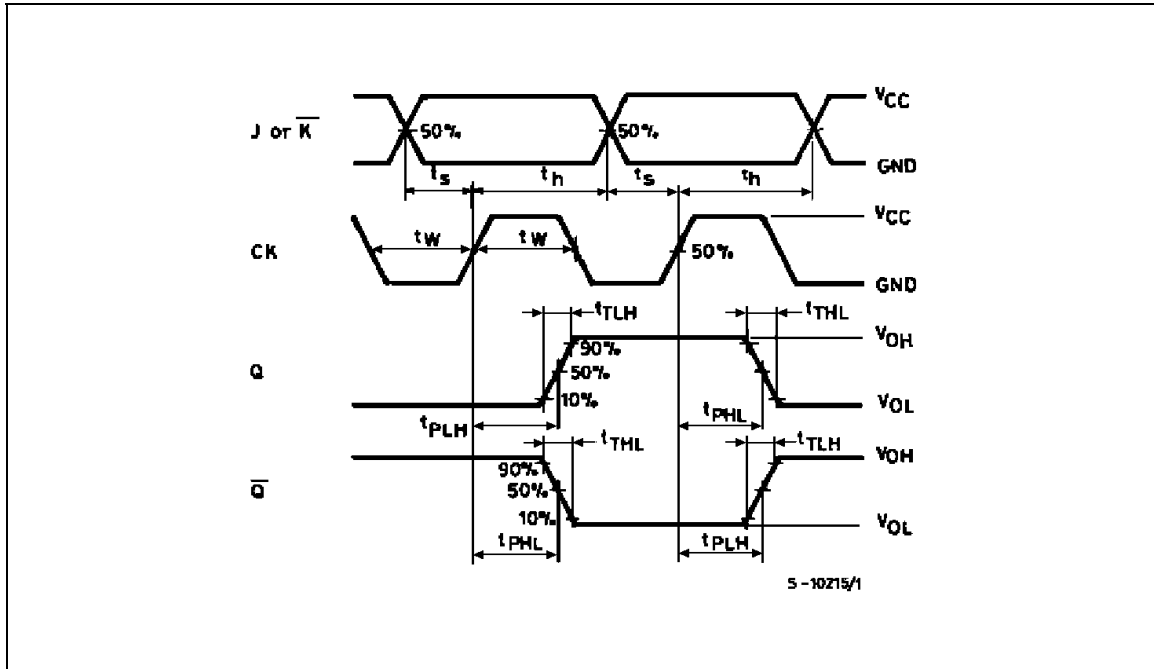 VCC
J or K̅ 50% 50%
GND
ts th ts th
VCC
CK tW tW 50%
GND
tTLH tTHL
VOH
90%
Q 50%
10%
VOL
tPLH tPHL
tTHL tTLH
VOH
90%
Q̅ 50%
10%
VOL
tPHL tPLH
S-10215/1